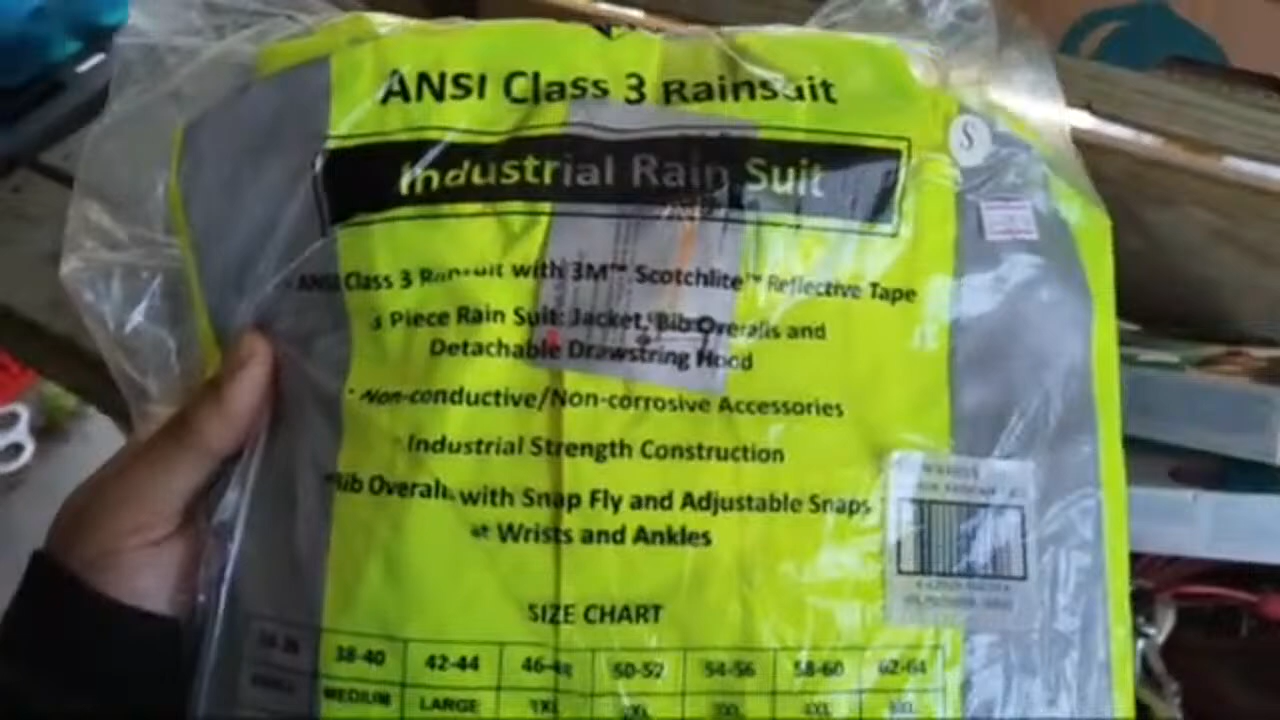 ANSI Class 3 Rainsuit
Industrial Rain Suit
S
ANSI Class 3 Rainsuit with 3M™ Scotchlite™ Reflective Tape
3 Piece Rain Suit: Jacket, Bib Overalls and
Detachable Drawstring Hood
· Non-conductive/Non-corrosive Accessories
Industrial Strength Construction
Bib Overalls with Snap Fly and Adjustable Snaps
at Wrists and Ankles
SIZE CHART
38-40 42-44 46-48 50-52 54-56 58-60 62-64
MEDIUM LARGE